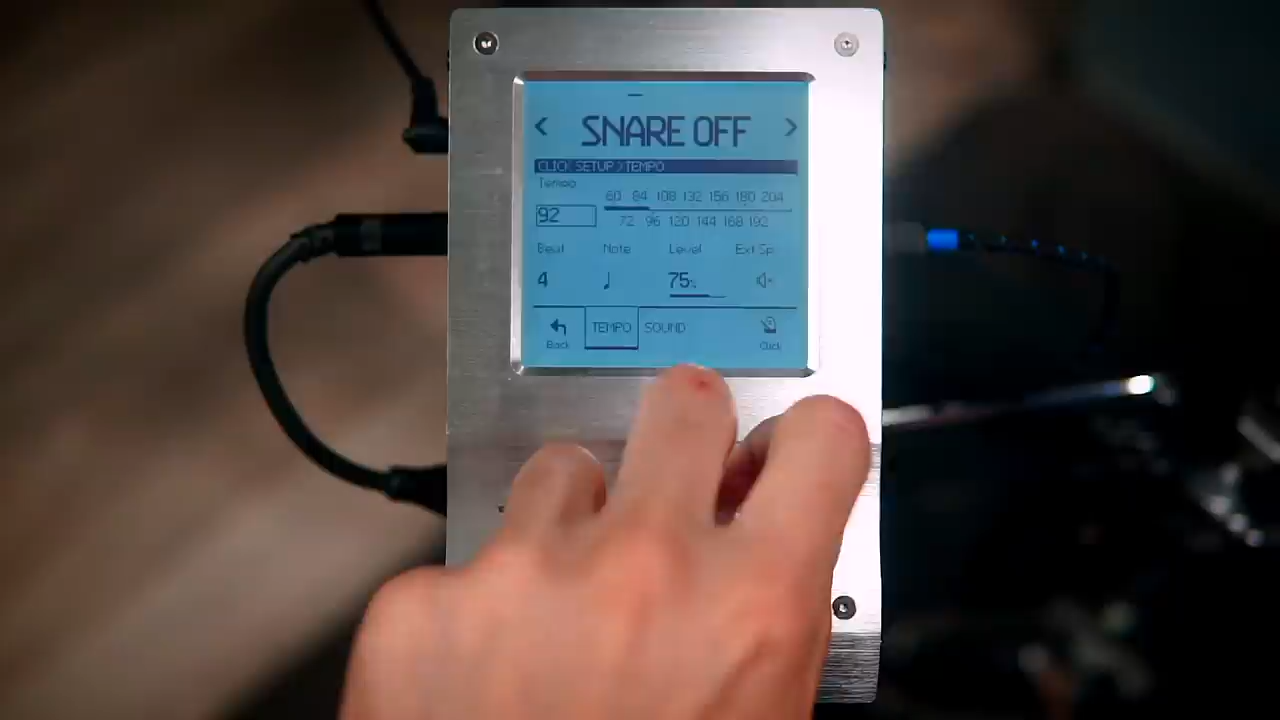 < SNARE OFF >
CLICK SETUP >TEMPO
Tempo
60 84 108 132 156 180 204
92
72 96 120 144 168 192
Beat Note Level Ext Sp
4 ♩ 75%
TEMPO SOUND
Back Click